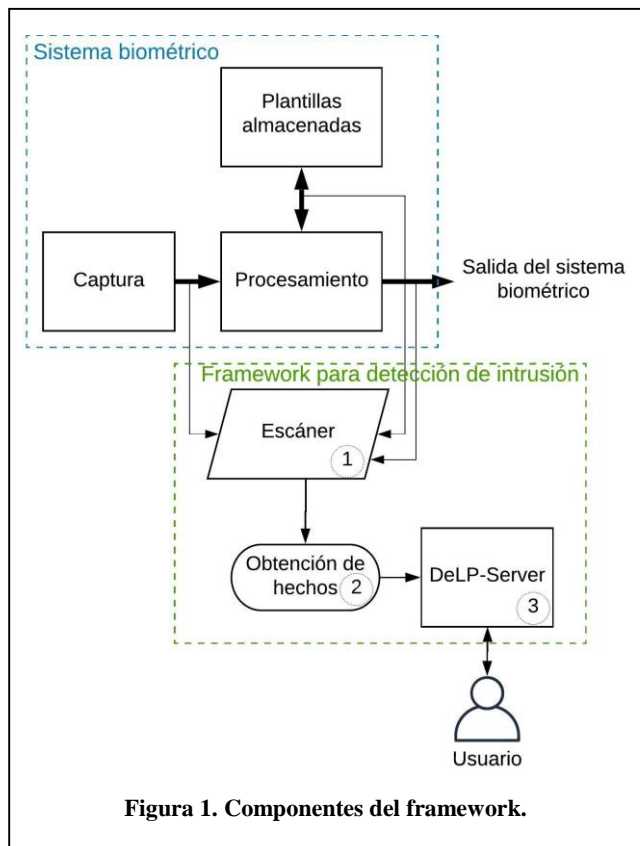 Sistema biométrico
Plantillas
almacenadas
Captura
Procesamiento
Salida del sistema
biométrico
Framework para detección de intrusión
Escáner
1
Obtención de
hechos
2
DeLP-Server
3
Usuario
Figura 1. Componentes del framework.